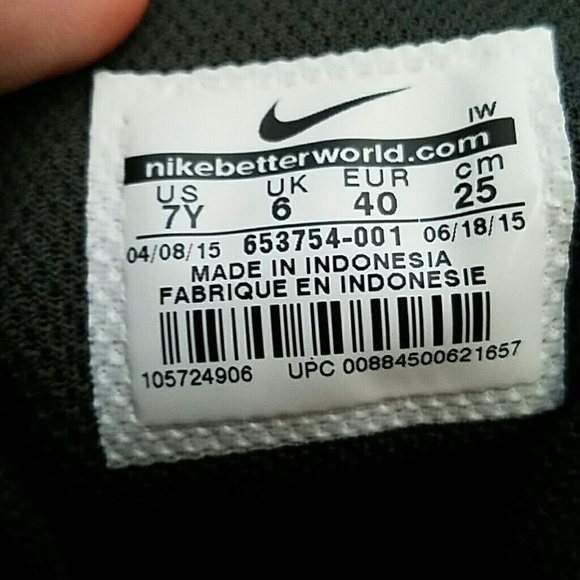 IW
nikebetterworld.com
US UK EUR cm
7Y 6 40 25
04/08/15 653754-001 06/18/15
MADE IN INDONESIA
FABRIQUE EN INDONESIE
105724906 UPC 00884500621657